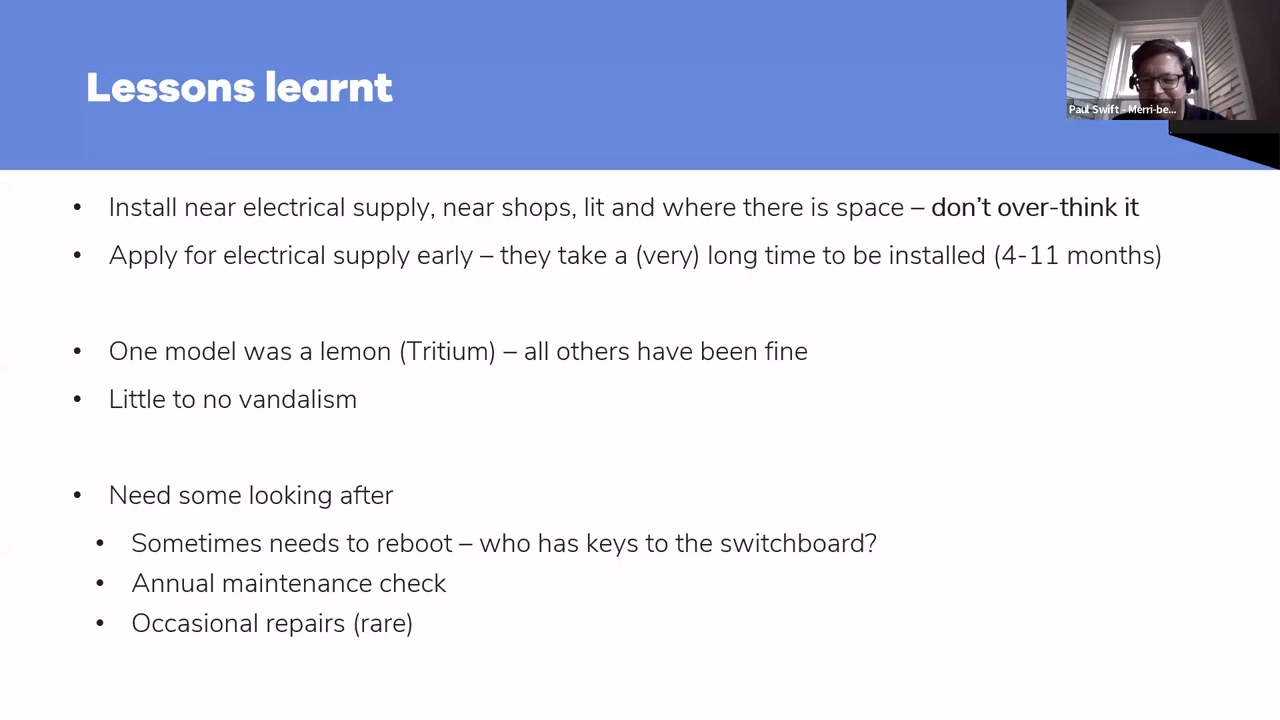 Lessons learnt
Paul Swift - Merri-be...
• Install near electrical supply, near shops, lit and where there is space – don't over-think it
• Apply for electrical supply early – they take a (very) long time to be installed (4-11 months)
• One model was a lemon (Tritium) – all others have been fine
• Little to no vandalism
• Need some looking after
• Sometimes needs to reboot – who has keys to the switchboard?
• Annual maintenance check
• Occasional repairs (rare)